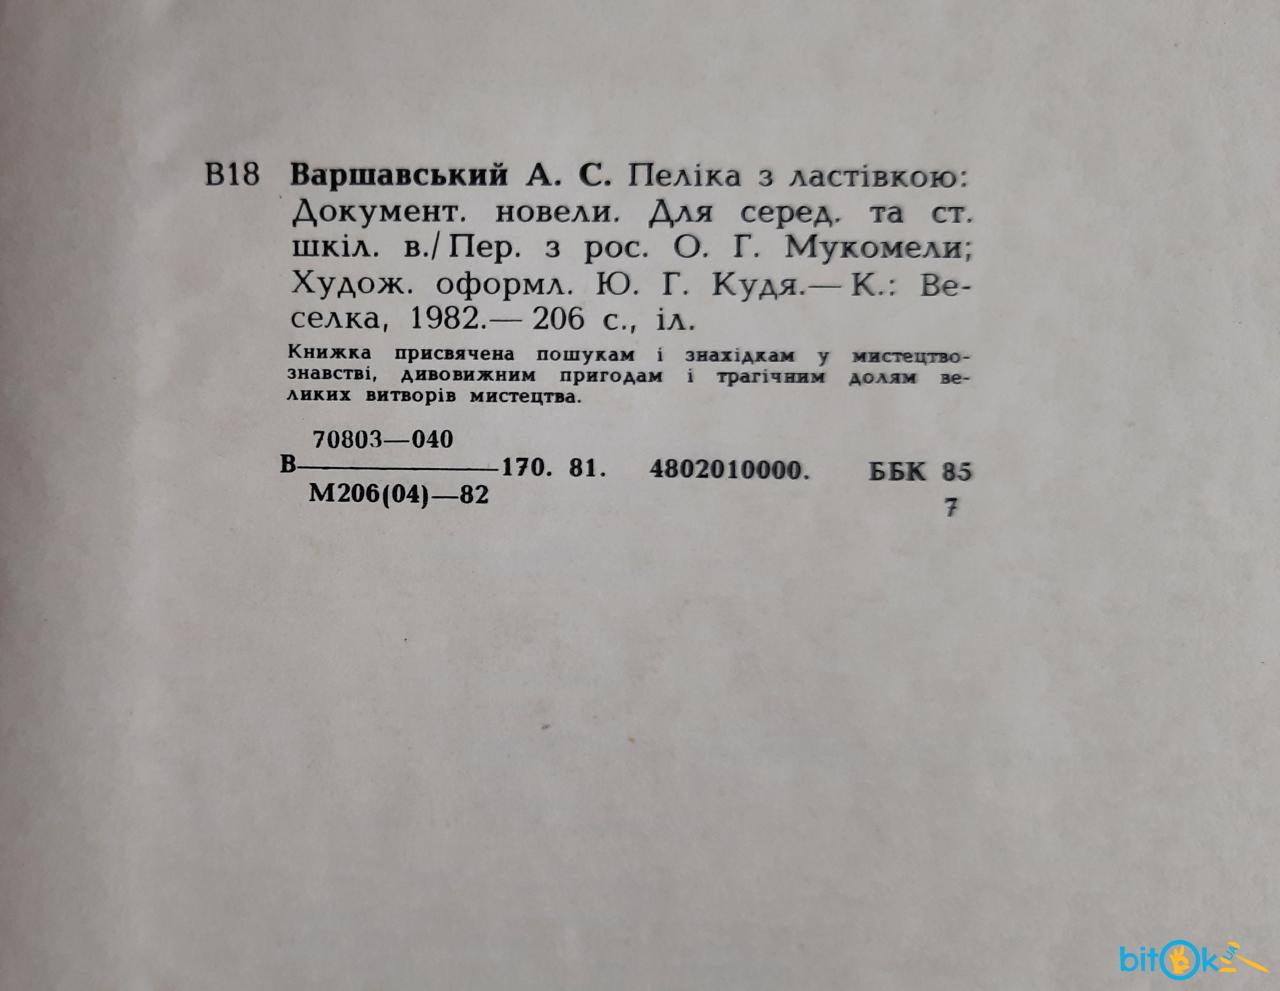 В18 Варшавський А. С. Пеліка з ластівкою:
Документ. новели. Для серед. та ст.
шкіл. в./Пер. з рос. О. Г. Мукомели;
Худож. оформл. Ю. Г. Кудя.— К.: Ве-
селка, 1982.— 206 с., іл.
Книжка присвячена пошукам і знахідкам у мистецтво-
знавстві, дивовижним пригодам і трагічним долям ве-
ликих витворів мистецтва.
70803—040
В————170. 81. 4802010000. ББК 85
М206(04)—82 7
bitOk.UA